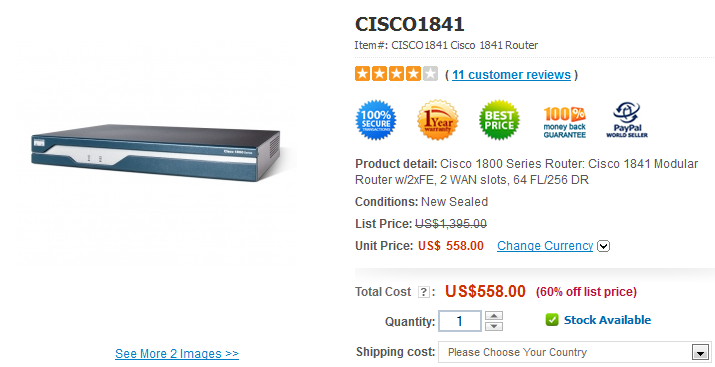 CISCO1841
Item#: CISCO1841 Cisco 1841 Router
( 11 customer reviews )
100%
SECURE
TRANSACTIONS
1Year
warranty
BEST
PRICE
100%
money back
GUARANTEE
PayPal
WORLD SELLER
Product detail: Cisco 1800 Series Router: Cisco 1841 Modular
Router w/2xFE, 2 WAN slots, 64 FL/256 DR
Conditions: New Sealed
List Price: US$1,395.00
Unit Price: US$ 558.00 Change Currency
Total Cost ? : US$558.00 (60% off list price)
Quantity: 1 Stock Available
Shipping cost: Please Choose Your Country
See More 2 Images >>